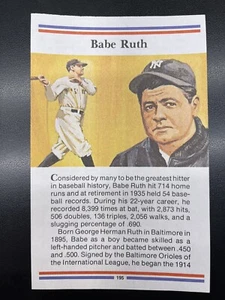 Babe Ruth
Considered by many to be the greatest hitter
in baseball history, Babe Ruth hit 714 home
runs and at retirement in 1935 held 54 base-
ball records. During his 22-year career, he
recorded 8,399 times at bat, with 2,873 hits,
506 doubles, 136 triples, 2,056 walks, and a
slugging percentage of .690.
Born George Herman Ruth in Baltimore in
1895, Babe as a boy became skilled as a
left-handed pitcher and batted between .450
and .500. Signed by the Baltimore Orioles of
the International League, he began the 1914
195